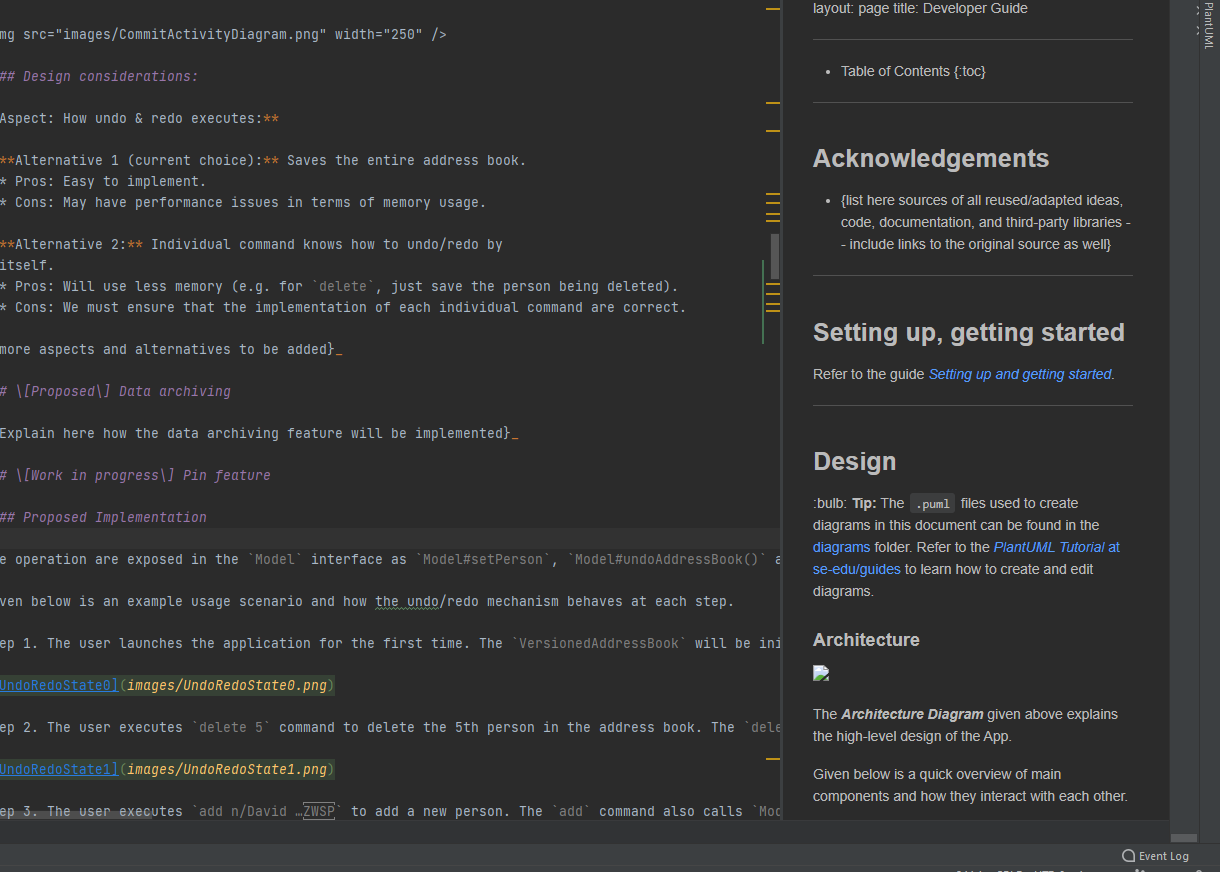 mg src="images/CommitActivityDiagram.png" width="250" />
## Design considerations:
Aspect: How undo & redo executes:**
**Alternative 1 (current choice):** Saves the entire address book.
* Pros: Easy to implement.
* Cons: May have performance issues in terms of memory usage.
**Alternative 2:** Individual command knows how to undo/redo by
itself.
* Pros: Will use less memory (e.g. for `delete`, just save the person being deleted).
* Cons: We must ensure that the implementation of each individual command are correct.
more aspects and alternatives to be added}_
# \[Proposed\] Data archiving
Explain here how the data archiving feature will be implemented}_
# \[Work in progress\] Pin feature
## Proposed Implementation
e operation are exposed in the `Model` interface as `Model#setPerson`, `Model#undoAddressBook()` a
ven below is an example usage scenario and how the undo/redo mechanism behaves at each step.
ep 1. The user launches the application for the first time. The `VersionedAddressBook` will be ini
UndoRedoState0](images/UndoRedoState0.png)
ep 2. The user executes `delete 5` command to delete the 5th person in the address book. The `dele
UndoRedoState1](images/UndoRedoState1.png)
ep 3. The user executes `add n/David …ZWSP` to add a new person. The `add` command also calls `Mod
layout: page title: Developer Guide
• Table of Contents {:toc}
Acknowledgements
• {list here sources of all reused/adapted ideas,
code, documentation, and third-party libraries -
- include links to the original source as well}
Setting up, getting started
Refer to the guide Setting up and getting started.
Design
:bulb: Tip: The .puml files used to create
diagrams in this document can be found in the
diagrams folder. Refer to the PlantUML Tutorial at
se-edu/guides to learn how to create and edit
diagrams.
Architecture
The Architecture Diagram given above explains
the high-level design of the App.
Given below is a quick overview of main
components and how they interact with each other.
PlantUML
Event Log